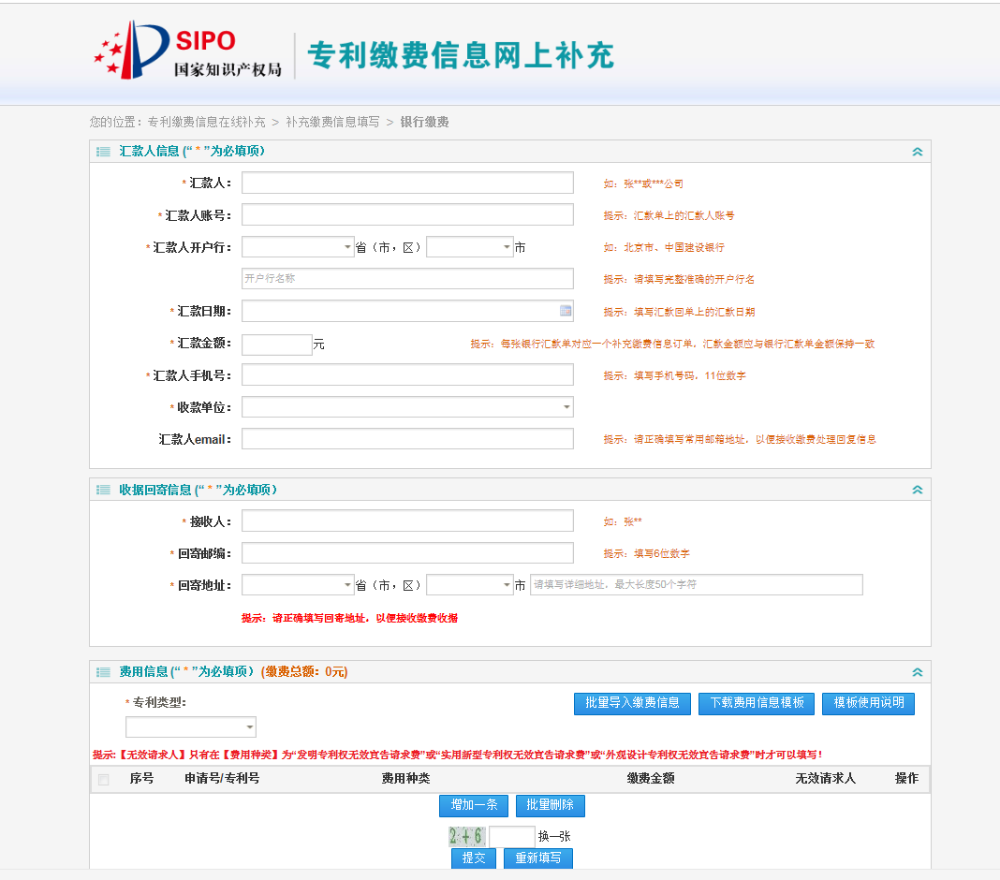 SIPO
国家知识产权局
专利缴费信息网上补充
您的位置：专利缴费信息在线补充 > 补充缴费信息填写 > 银行缴费
汇款人信息 (“ * ”为必填项)
* 汇款人： 如：张**或***公司
* 汇款人账号： 提示：汇款单上的汇款人账号
* 汇款人开户行： 省（市，区） 市 如：北京市、中国建设银行
开户行名称 提示：请填写完整准确的开户行名
* 汇款日期： 提示：填写汇款回单上的汇款日期
* 汇款金额： 元 提示：每张银行汇款单对应一个补充缴费信息订单，汇款金额应与银行汇款单金额保持一致
* 汇款人手机号： 提示：填写手机号码，11位数字
* 收款单位：
汇款人email： 提示：请正确填写常用邮箱地址，以便接收缴费处理回复信息
收据回寄信息 (“ * ”为必填项)
* 接收人： 如：张**
* 回寄邮编： 提示：填写6位数字
* 回寄地址： 省（市，区） 市 请填写详细地址，最大长度50个字符
提示：请正确填写回寄地址，以便接收缴费收据
费用信息 (“ * ”为必填项) (缴费总额：0元)
* 专利类型： 批量导入缴费信息 下载费用信息模板 模板使用说明
提示:【无效请求人】只有在【费用种类】为“发明专利权无效宣告请求费”或“实用新型专利权无效宣告请求费”或“外观设计专利权无效宣告请求费”时才可以填写！
序号 申请号/专利号 费用种类 缴费金额 无效请求人 操作
增加一条 批量删除
2+6 换一张
提交 重新填写